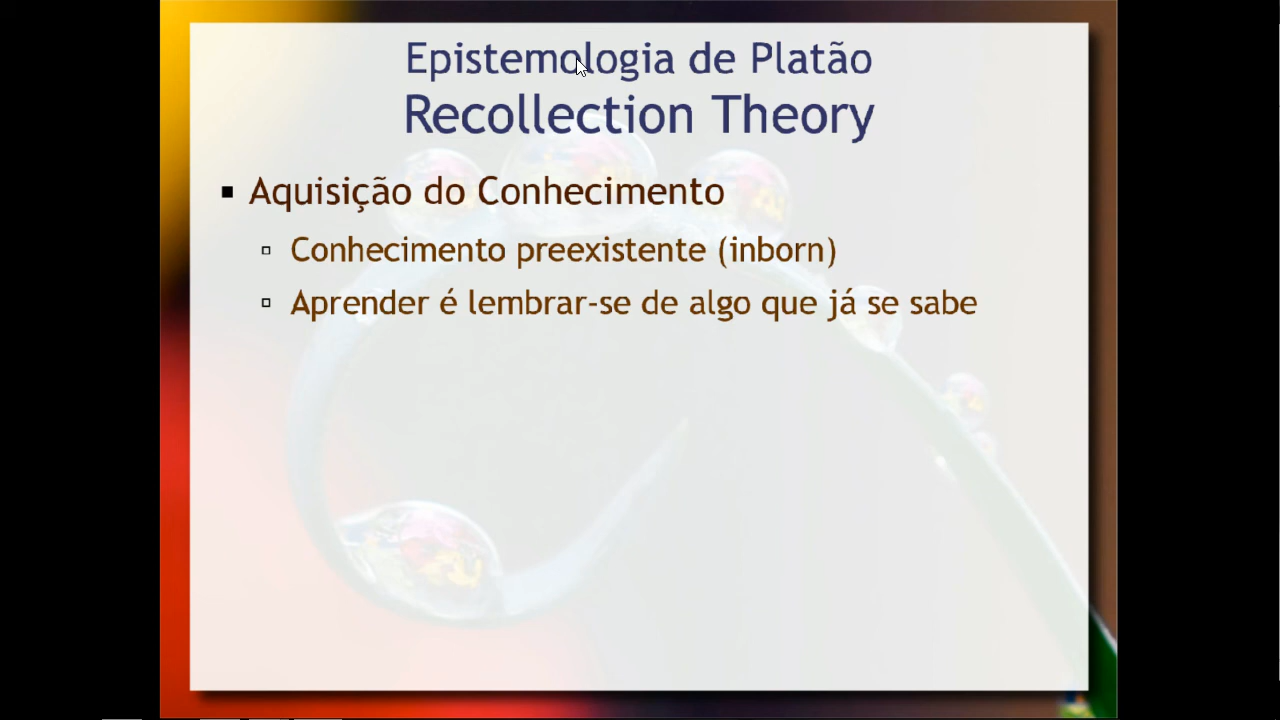 Epistemologia de Platão
Recollection Theory
Aquisição do Conhecimento
Conhecimento preexistente (inborn)
Aprender é lembrar-se de algo que já se sabe